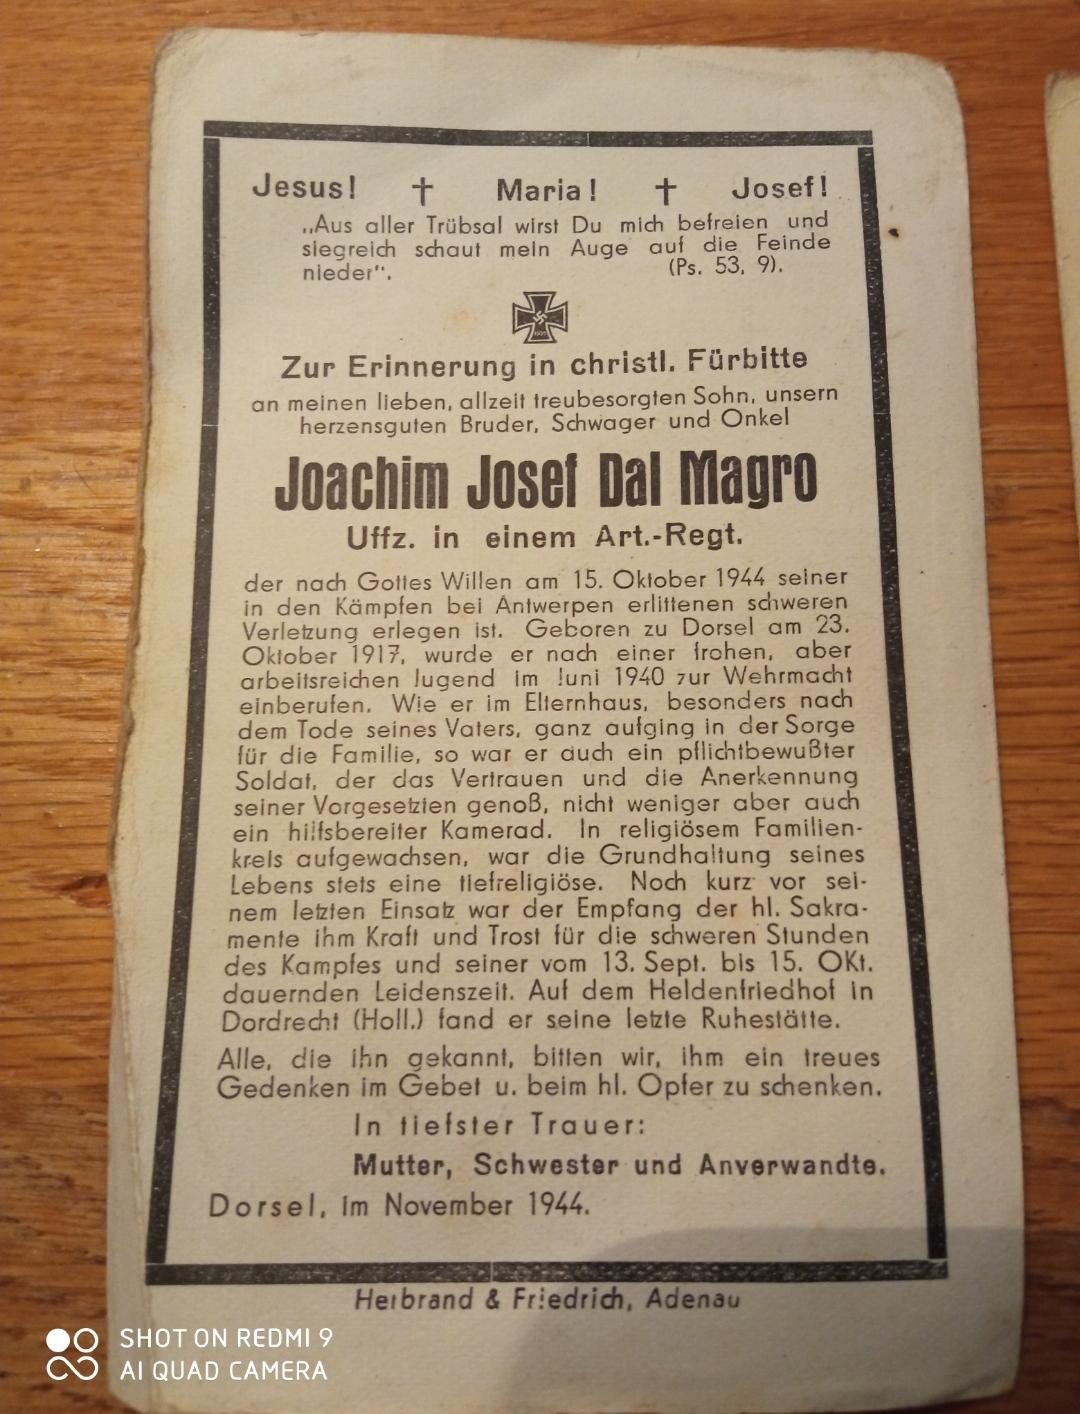 Jesus! † Maria! † Josef!
„Aus aller Trübsal wirst Du mich befreien und
siegreich schaut mein Auge auf die Feinde
nieder". (Ps. 53, 9).
Zur Erinnerung in christl. Fürbitte
an meinen lieben, allzeit treubesorgten Sohn, unsern
herzensguten Bruder, Schwager und Onkel
Joachim Josef Dal Magro
Uffz. in einem Art.-Regt.
der nach Gottes Willen am 15. Oktober 1944 seiner
in den Kämpfen bei Antwerpen erlittenen schweren
Verletzung erlegen ist. Geboren zu Dorsel am 23.
Oktober 1917, wurde er nach einer frohen, aber
arbeitsreichen Jugend im Juni 1940 zur Wehrmacht
einberufen. Wie er im Elternhaus, besonders nach
dem Tode seines Vaters, ganz aufging in der Sorge
für die Familie, so war er auch ein pflichtbewußter
Soldat, der das Vertrauen und die Anerkennung
seiner Vorgesetzten genoß, nicht weniger aber auch
ein hilfsbereiter Kamerad. In religiösem Familien-
kreis aufgewachsen, war die Grundhaltung seines
Lebens stets eine tiefreligiöse. Noch kurz vor sei-
nem letzten Einsatz war der Empfang der hl. Sakra-
mente ihm Kraft und Trost für die schweren Stunden
des Kampfes und seiner vom 13. Sept. bis 15. OKt.
dauernden Leidenszeit. Auf dem Heldenfriedhof in
Dordrecht (Holl.) fand er seine letzte Ruhestätte.
Alle, die ihn gekannt, bitten wir, ihm ein treues
Gedenken im Gebet u. beim hl. Opfer zu schenken.
In tiefster Trauer:
Mutter, Schwester und Anverwandte.
Dorsel, im November 1944.
Herbrand & Friedrich, Adenau
SHOT ON REDMI 9
AI QUAD CAMERA